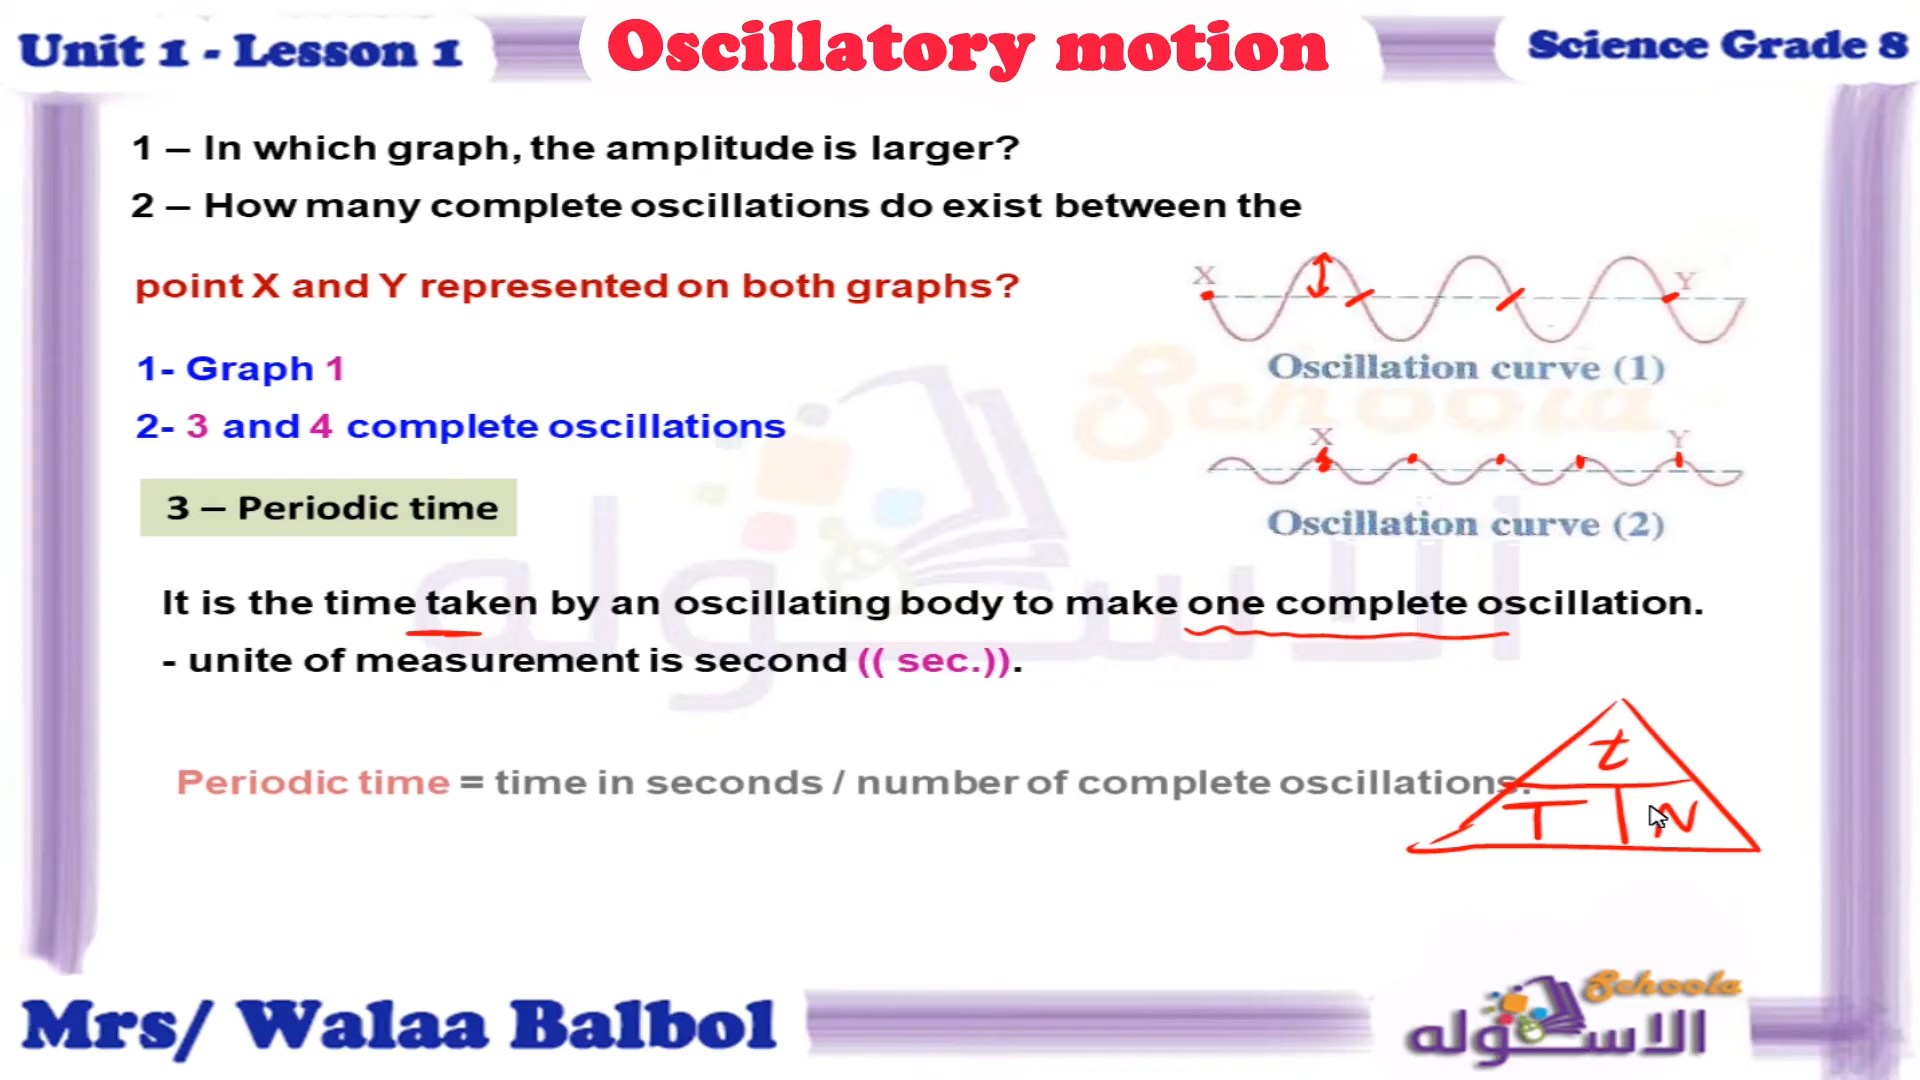 Unit 1 - Lesson 1
Oscillatory motion
Science Grade 8
1 – In which graph, the amplitude is larger?
2 – How many complete oscillations do exist between the
point X and Y represented on both graphs?
X
Y
Oscillation curve (1)
1- Graph 1
2- 3 and 4 complete oscillations
X
Y
Oscillation curve (2)
3 – Periodic time
It is the time taken by an oscillating body to make one complete oscillation.
- unite of measurement is second (( sec.)).
Periodic time = time in seconds / number of complete oscillations.
t
T N
Mrs/ Walaa Balbol
Schoola
الاسكوله
Schoola
الاسكوله